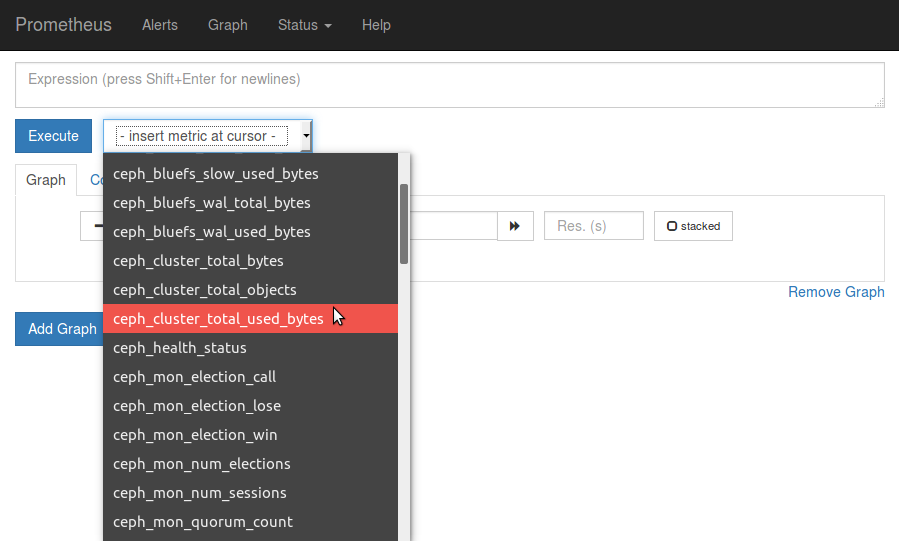 Prometheus Alerts Graph Status Help
Expression (press Shift+Enter for newlines)
Execute - insert metric at cursor -
Graph
ceph_bluefs_slow_used_bytes
ceph_bluefs_wal_total_bytes
ceph_bluefs_wal_used_bytes
Res. (s) stacked
ceph_cluster_total_bytes
ceph_cluster_total_objects
Remove Graph
ceph_cluster_total_used_bytes
Add Graph
ceph_health_status
ceph_mon_election_call
ceph_mon_election_lose
ceph_mon_election_win
ceph_mon_num_elections
ceph_mon_num_sessions
ceph_mon_quorum_count